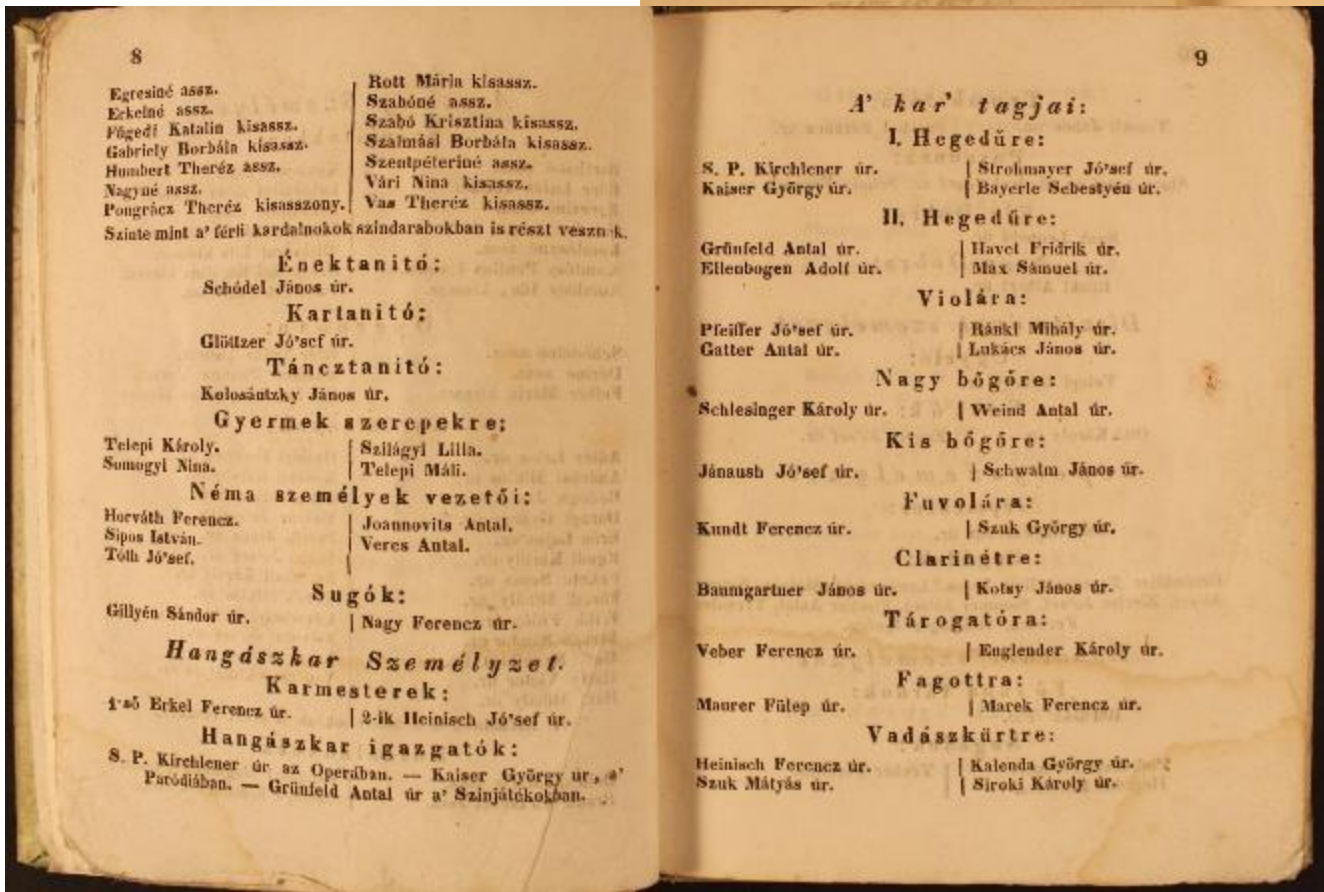 8
Egresiné assz.
Erkelné assz.
Fügedi Katalin kisassz.
Gabriely Borbála kisassz.
Humbert Theréz assz.
Nagyné assz.
Pongrácz Theréz kisasszony.
Rott Mária kisassz.
Szabóné assz.
Szabó Krisztina kisassz.
Szalmási Borbála kisassz.
Szentpéteriné assz.
Vári Nina kisassz.
Vas Theréz kisassz.
Szinte mint a' férfi kardalnokok szindarabokban is részt veszn k.
Énektanitó:
Schódel János úr.
Kartanitó:
Glöttzer Jó'sef úr.
Táncztanitó:
Kolosántzky János úr.
Gyermek szerepekre:
Telepi Károly.
Somogyi Nina.
Szilágyi Lilla.
Telepi Máli.
Néma személyek vezetői:
Horváth Ferencz.
Sipos István.
Tóth Jó'sef.
Joannovits Antal.
Veres Antal.
Sugók:
Gillyén Sándor úr.
Nagy Ferencz úr.
Hangászkar Személyzet.
Karmesterek:
1-ső Erkel Ferencz úr.
2-ik Heinisch Jó'sef úr.
Hangászkar igazgatók:
S. P. Kirchlener úr az Operában. — Kaiser György úr, a'
Paródiában. — Grünfeld Antal úr a' Szinjátékokban.
9
A' kar' tagjai:
I. Hegedűre:
S. P. Kirchlener úr.
Kaiser György úr.
Strohmayer Jó'sef úr.
Bayerle Sebestyén úr.
II. Hegedűre:
Grünfeld Antal úr.
Ellenbogen Adolf úr.
Havet Fridrik úr.
Max Sámuel úr.
Violára:
Pfeiffer Jó'sef úr.
Gatter Antal úr.
Ránkl Mihály úr.
Lukács János úr.
Nagy bőgőre:
Schlesinger Károly úr.
Weind Antal úr.
Kis bőgőre:
Jánaush Jó'sef úr.
Schwalm János úr.
Fuvolára:
Kundt Ferencz úr.
Szuk György úr.
Clarinétre:
Baumgartner János úr.
Kotsy János úr.
Tárogatóra:
Veber Ferencz úr.
Englender Károly úr.
Fagottra:
Maurer Fülep úr.
Marek Ferencz úr.
Vadászkürtre:
Heinisch Ferencz úr.
Szuk Mátyás úr.
Kalenda György úr.
Siroki Károly úr.